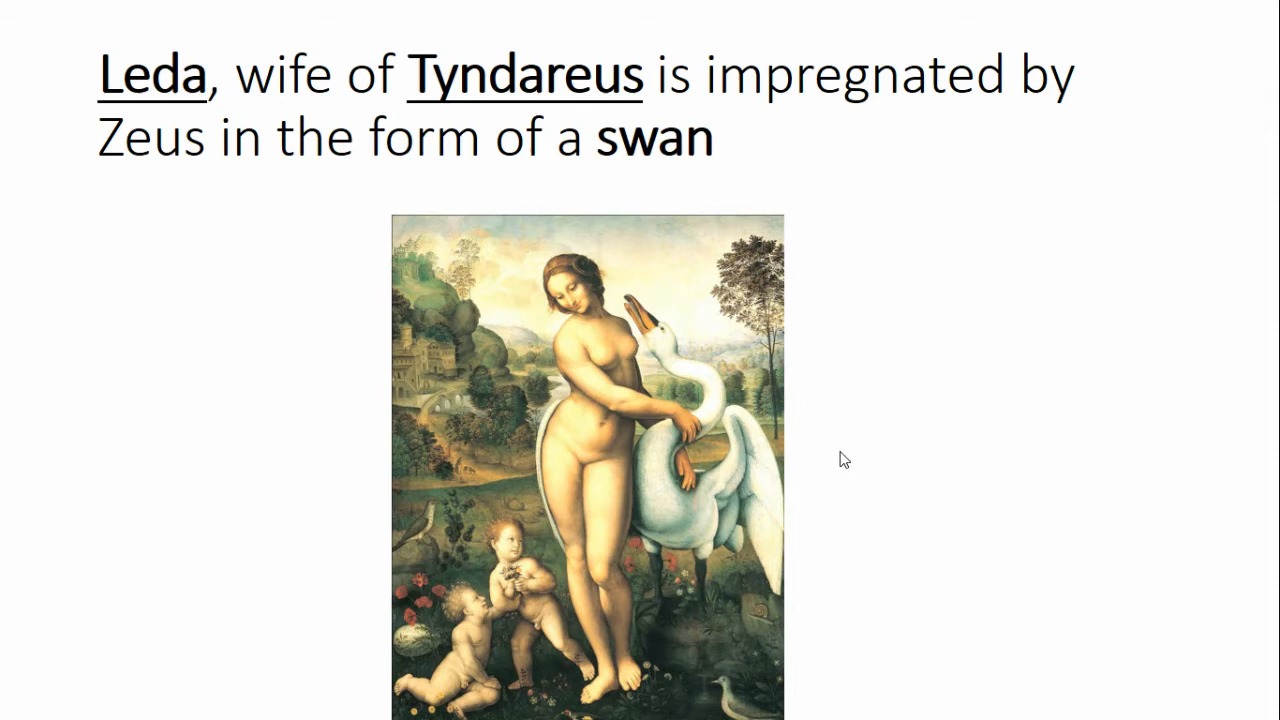 Leda, wife of Tyndareus is impregnated by
Zeus in the form of a swan